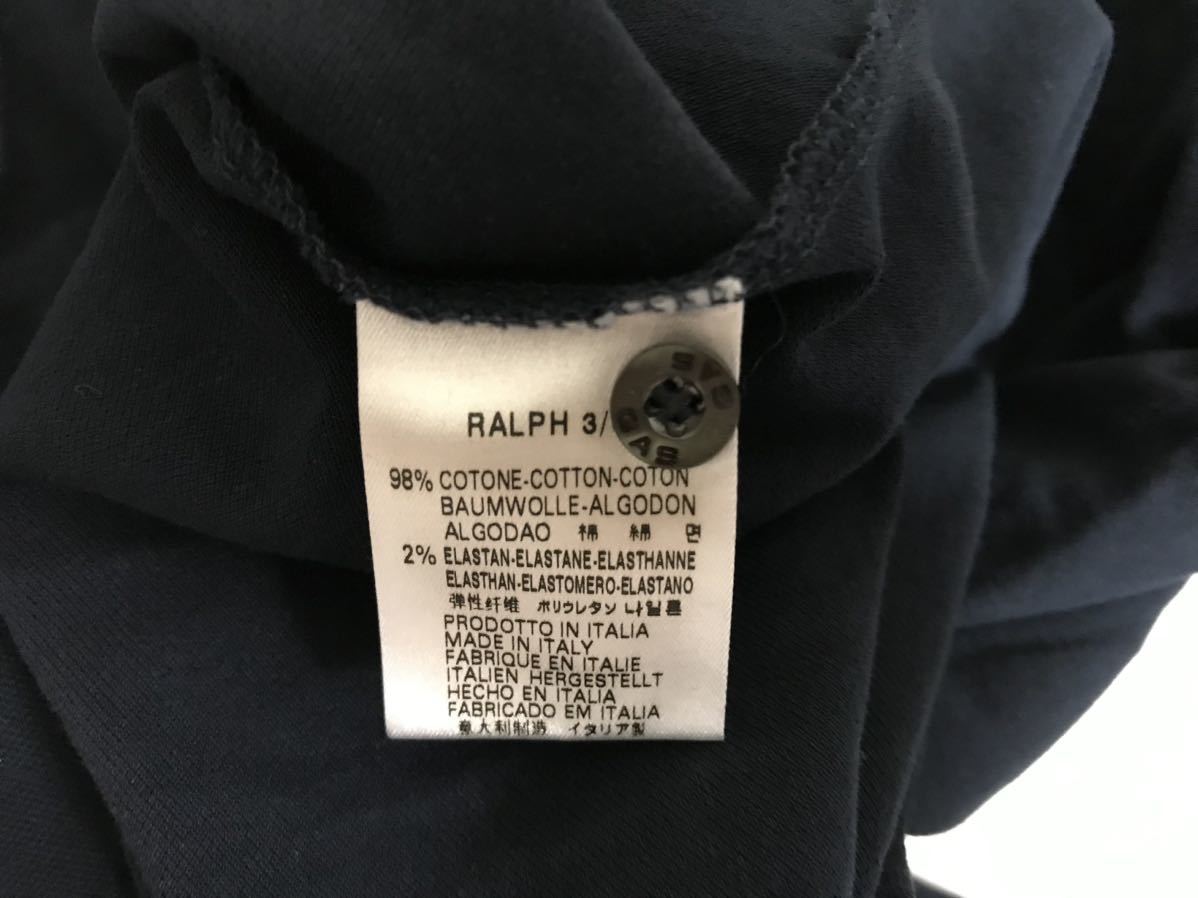 GAS
GAS
RALPH 3/
98% COTONE-COTTON-COTON
BAUMWOLLE-ALGODON
ALGODAO 棉 綿 면
2% ELASTAN-ELASTANE-ELASTHANNE
ELASTHAN-ELASTOMERO-ELASTANO
弹性纤维 ポリウレタン 나일론
PRODOTTO IN ITALIA
MADE IN ITALY
FABRIQUE EN ITALIE
ITALIEN HERGESTELLT
HECHO EN ITALIA
FABRICADO EM ITALIA
意大利制造 イタリア製